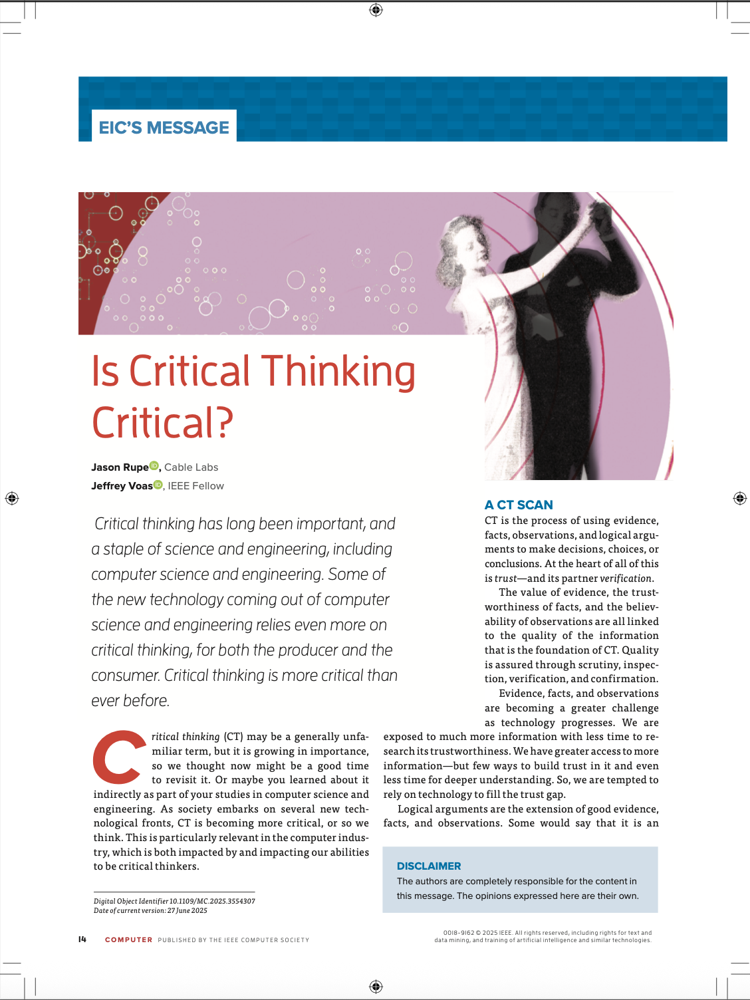 EIC'S MESSAGE
Is Critical Thinking
Critical?
Jason Rupe iD, Cable Labs
Jeffrey Voas iD, IEEE Fellow
Critical thinking has long been important, and
a staple of science and engineering, including
computer science and engineering. Some of
the new technology coming out of computer
science and engineering relies even more on
critical thinking, for both the producer and the
consumer. Critical thinking is more critical than
ever before.
Critical thinking (CT) may be a generally unfa-
miliar term, but it is growing in importance,
so we thought now might be a good time
to revisit it. Or maybe you learned about it
indirectly as part of your studies in computer science and
engineering. As society embarks on several new tech-
nological fronts, CT is becoming more critical, or so we
think. This is particularly relevant in the computer indus-
try, which is both impacted by and impacting our abilities
to be critical thinkers.
Digital Object Identifier 10.1109/MC.2025.3554307
Date of current version: 27 June 2025
A CT SCAN
CT is the process of using evidence,
facts, observations, and logical argu-
ments to make decisions, choices, or
conclusions. At the heart of all of this
is trust—and its partner verification.
The value of evidence, the trust-
worthiness of facts, and the believ-
ability of observations are all linked
to the quality of the information
that is the foundation of CT. Quality
is assured through scrutiny, inspec-
tion, verification, and confirmation.
Evidence, facts, and observations
are becoming a greater challenge
as technology progresses. We are
exposed to much more information with less time to re-
search its trustworthiness. We have greater access to more
information—but few ways to build trust in it and even
less time for deeper understanding. So, we are tempted to
rely on technology to fill the trust gap.
Logical arguments are the extension of good evidence,
facts, and observations. Some would say that it is an
DISCLAIMER
The authors are completely responsible for the content in
this message. The opinions expressed here are their own.
14 COMPUTER PUBLISHED BY THE IEEE COMPUTER SOCIETY
0018-9162 © 2025 IEEE. All rights reserved, including rights for text and
data mining, and training of artificial intelligence and similar technologies.